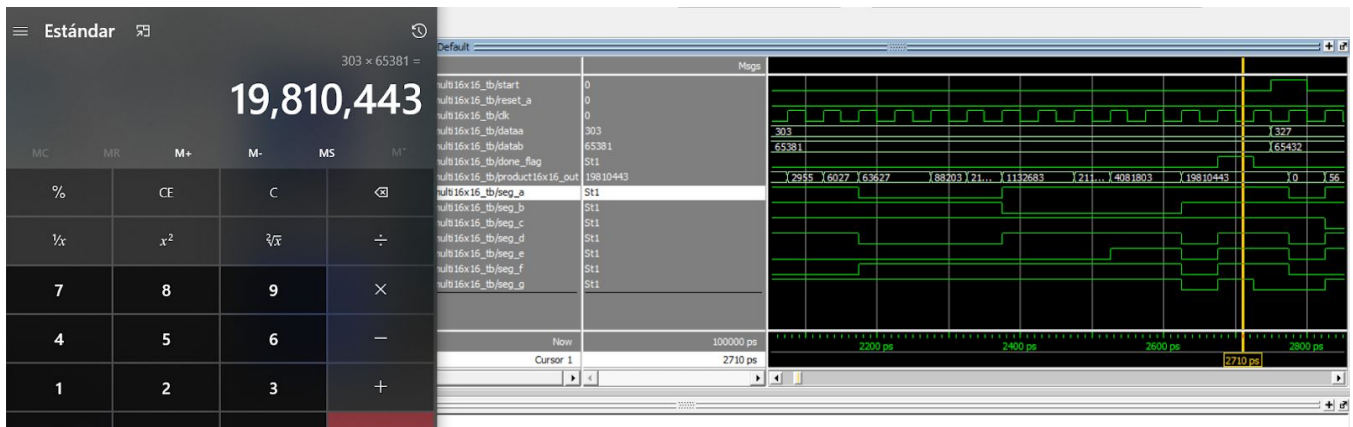 Estándar
303 × 65381 =
19,810,443
MC MR M+ M- MS M˅
% CE C
¹/x x² ²√x ÷
7 8 9 ×
4 5 6 −
1 2 3 +
Default
Msgs
multi16x16_tb/start 0
multi16x16_tb/reset_a 0
multi16x16_tb/clk 0
multi16x16_tb/dataa 303 303 327
multi16x16_tb/datab 65381 65381 65432
multi16x16_tb/done_flag St1
multi16x16_tb/product16x16_out 19810443 2955 6027 63627 88203 21... 1132683 211... 4081803 19810443 0 56
multi16x16_tb/seg_a St1
multi16x16_tb/seg_b St1
multi16x16_tb/seg_c St1
multi16x16_tb/seg_d St1
multi16x16_tb/seg_e St1
multi16x16_tb/seg_f St1
multi16x16_tb/seg_g St1
Now 100000 ps 2200 ps 2400 ps 2600 ps 2800 ps
Cursor 1 2710 ps 2710 ps